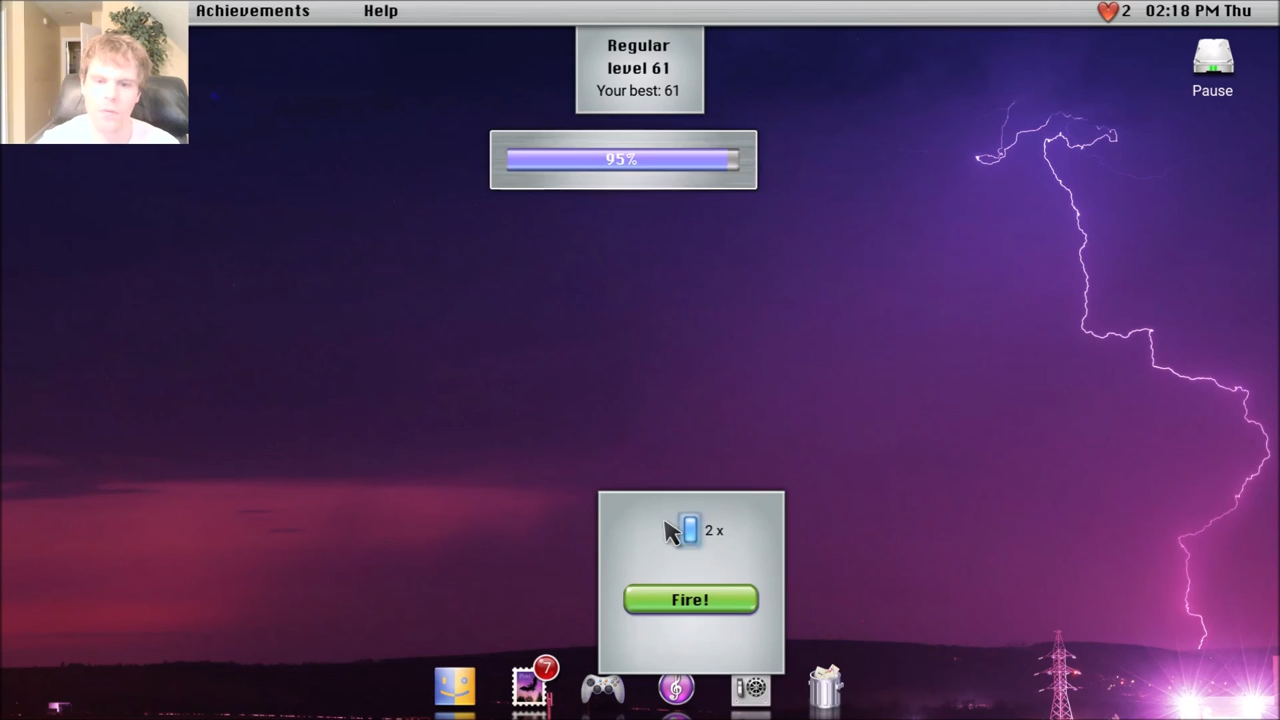 Achievements Help 2 02:18 PM Thu
Regular
level 61
Your best: 61
Pause
95%
2 x
Fire!
7